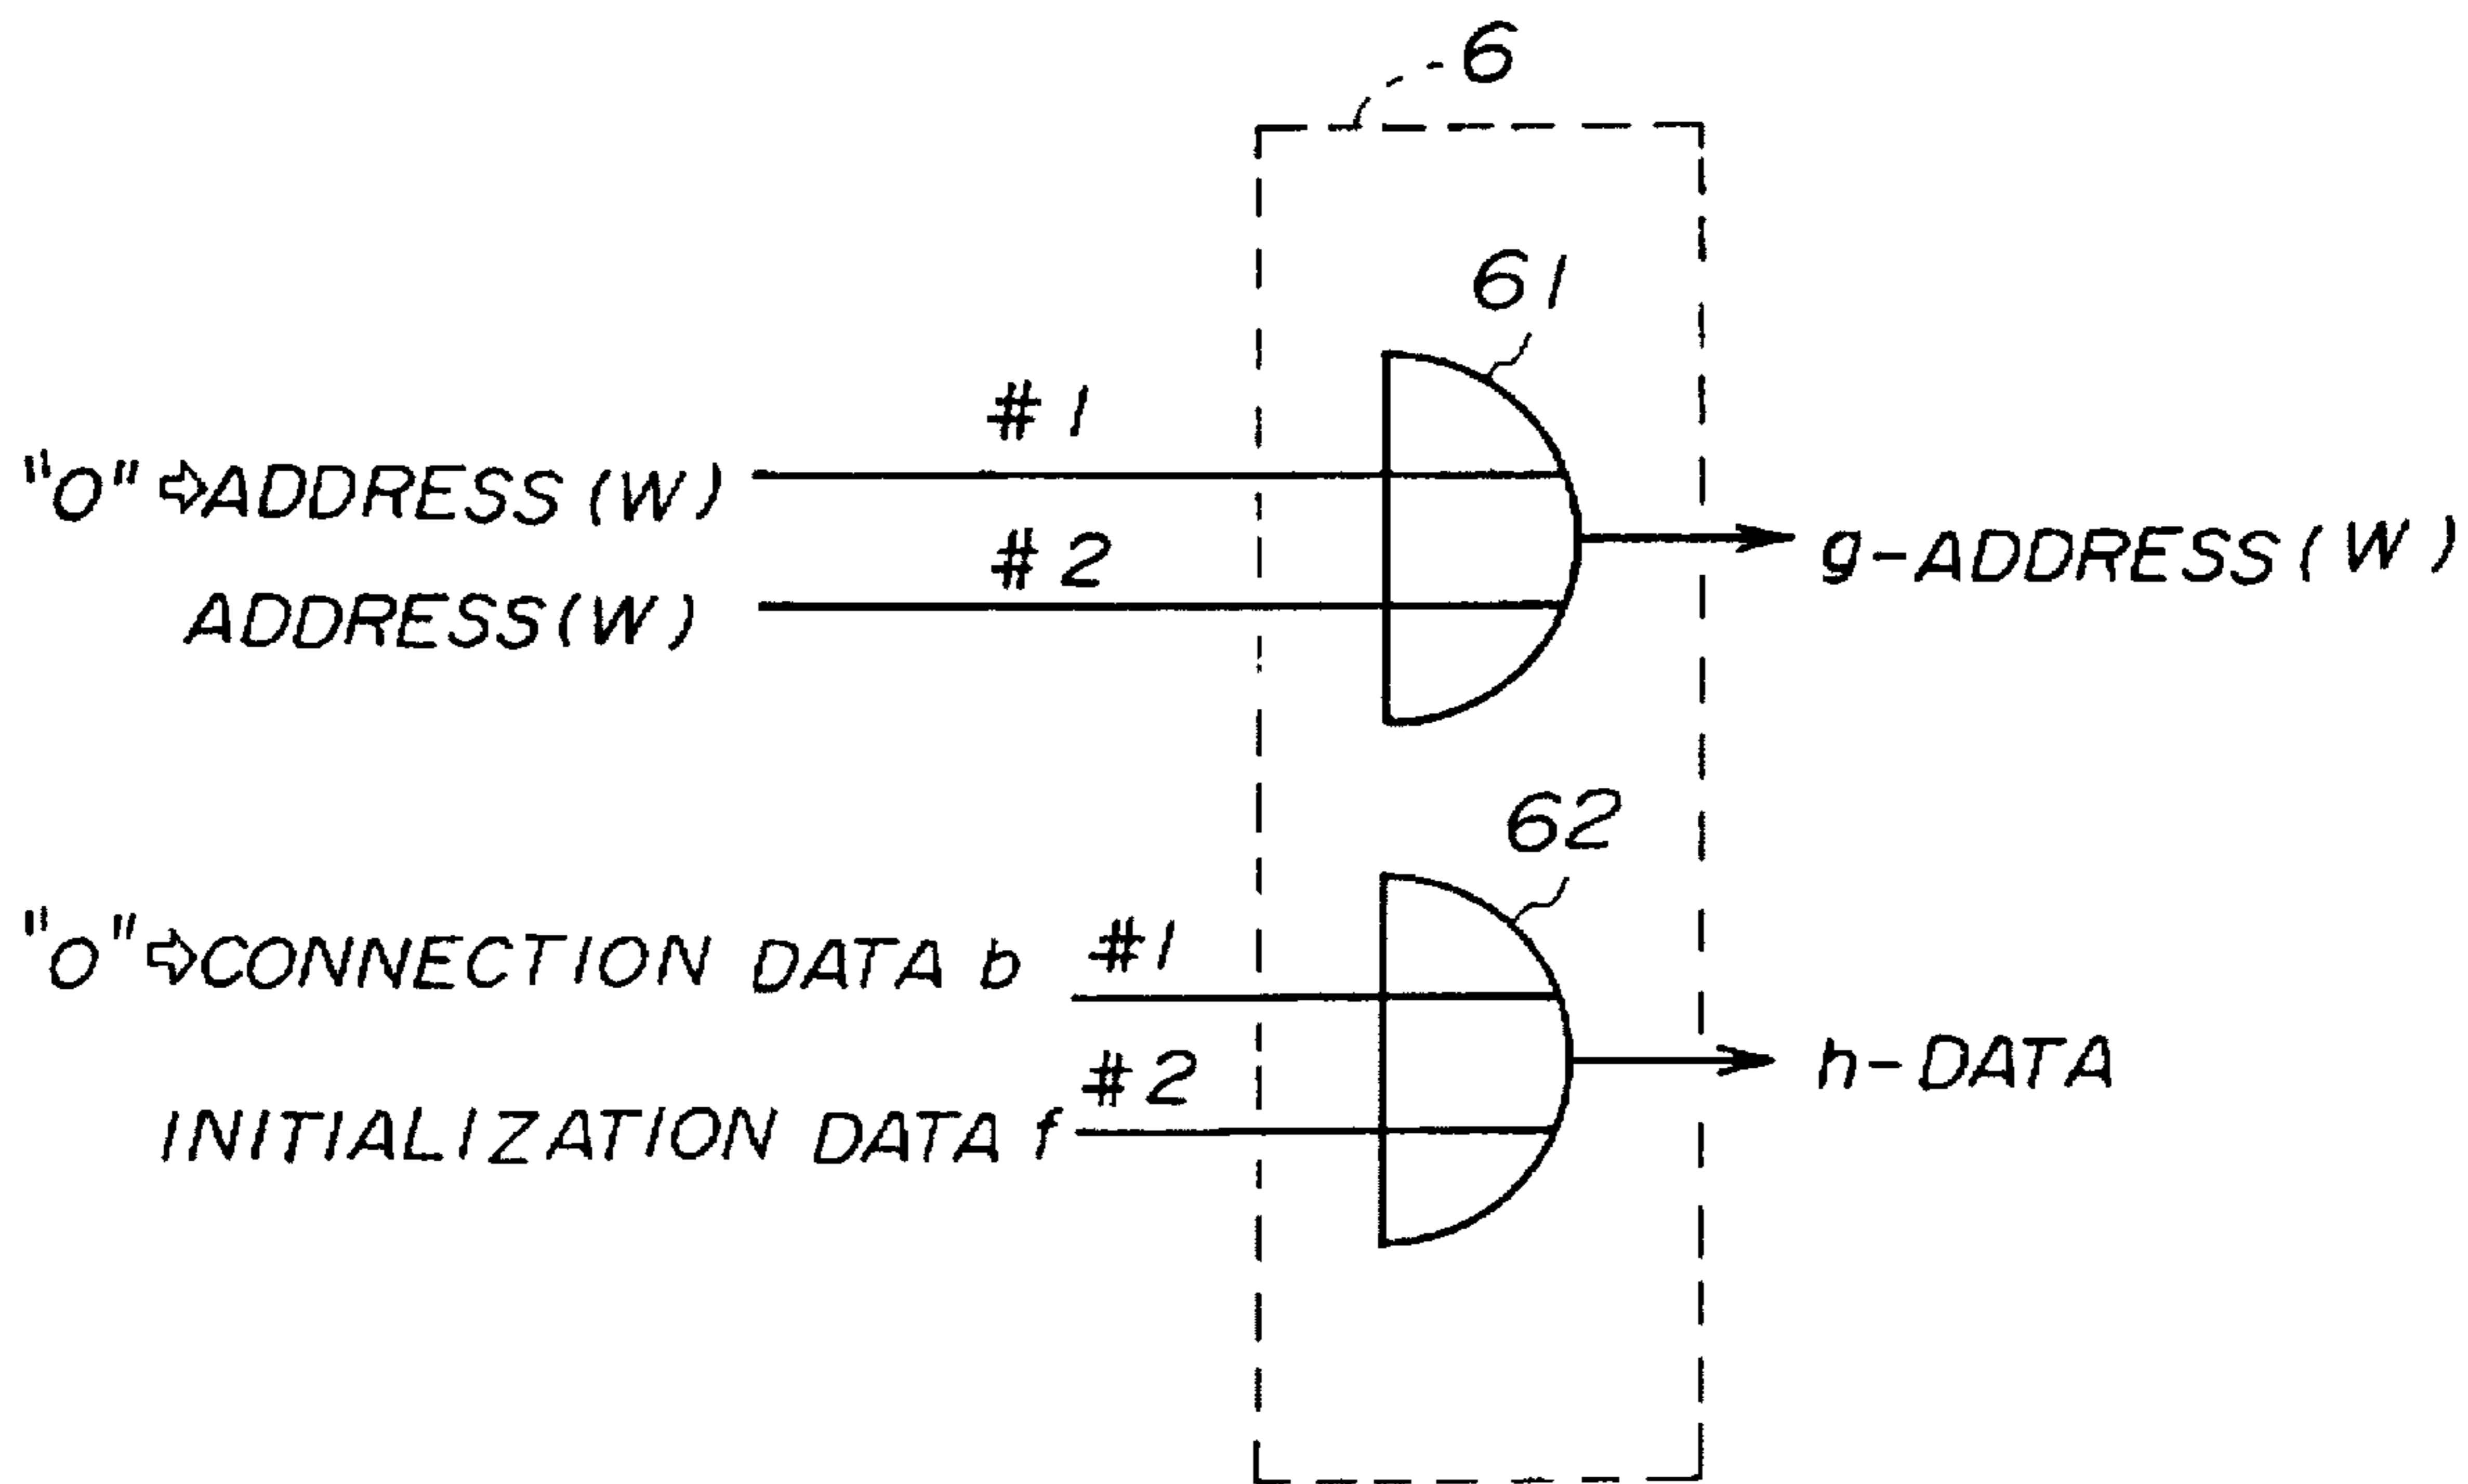 6
61
#1
"0"⇨ADDRESS(W)
#2
g-ADDRESS(W)
ADDRESS(W)
62
"0"⇨CONNECTION DATA b #1
#2
h-DATA
INITIALIZATION DATA f